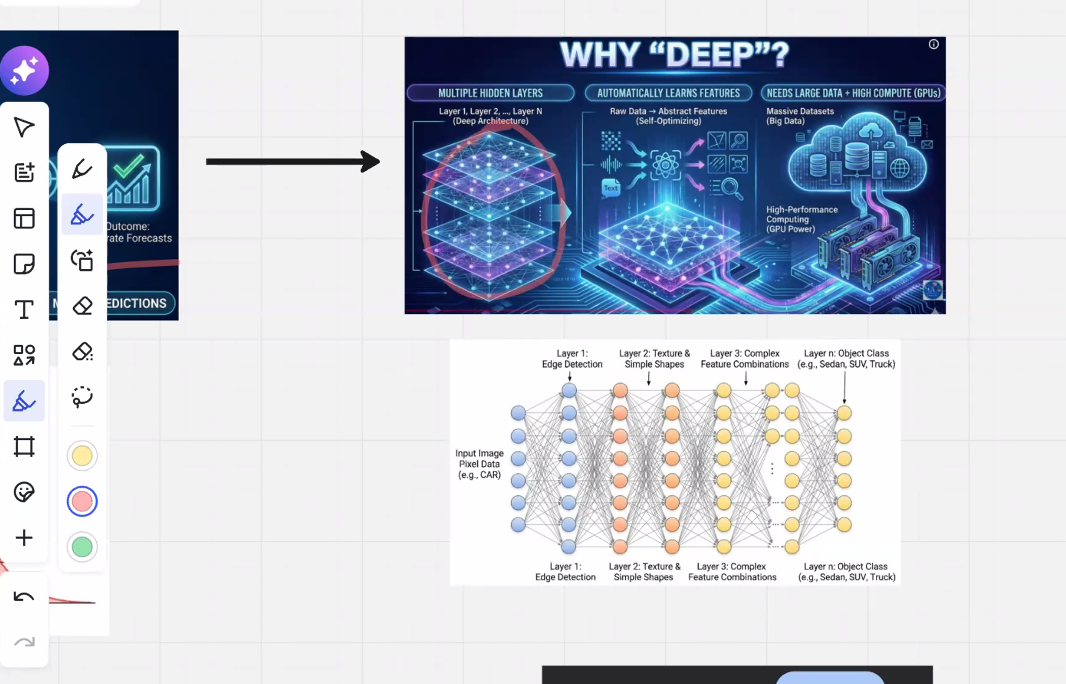 WHY “DEEP”?
MULTIPLE HIDDEN LAYERS
Layer 1, Layer 2, ..., Layer N
(Deep Architecture)
AUTOMATICALLY LEARNS FEATURES
Raw Data → Abstract Features
(Self-Optimizing)
Text
NEEDS LARGE DATA + HIGH COMPUTE (GPUs)
Massive Datasets
(Big Data)
High-Performance
Computing
(GPU Power)
Outcome:
rate Forecasts
EDICTIONS
Layer 1:
Edge Detection
Layer 2: Texture &
Simple Shapes
Layer 3: Complex
Feature Combinations
Layer n: Object Class
(e.g., Sedan, SUV, Truck)
Input Image
Pixel Data
(e.g., CAR)
Layer 1:
Edge Detection
Layer 2: Texture &
Simple Shapes
Layer 3: Complex
Feature Combinations
Layer n: Object Class
(e.g., Sedan, SUV, Truck)